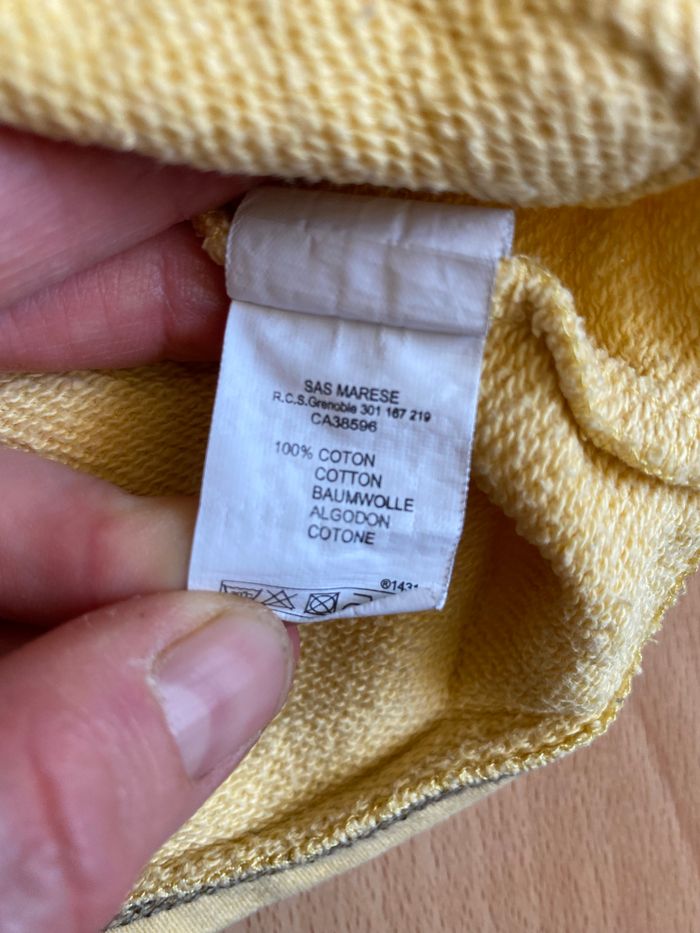 SAS MARESE
R.C.S.Grenoble 301 167 219
CA38596
100% COTON
COTTON
BAUMWOLLE
ALGODON
COTONE